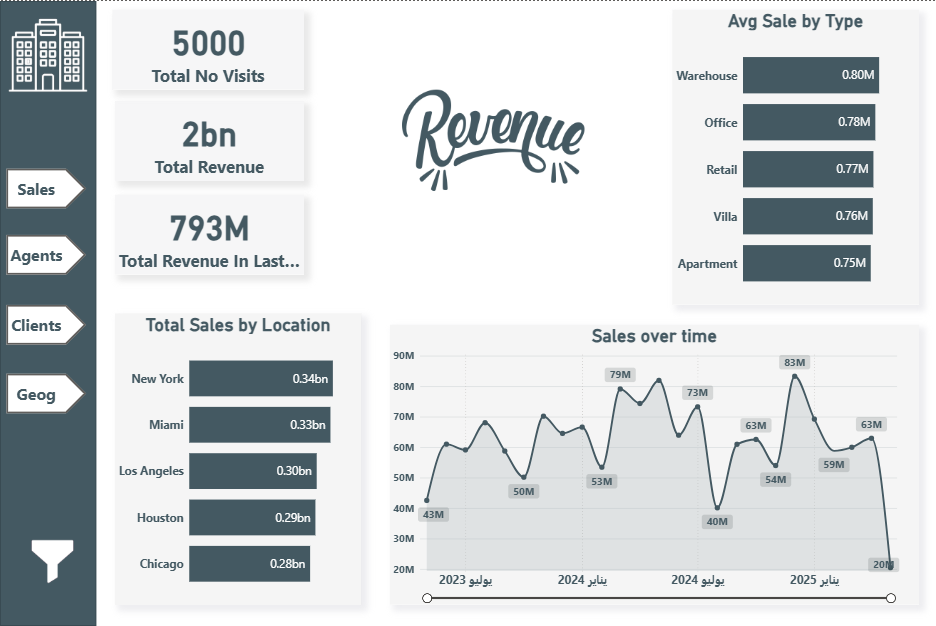 5000
Total No Visits
2bn
Total Revenue
793M
Total Revenue In Last...
Sales
Agents
Clients
Geog
Revenue
Avg Sale by Type
Warehouse 0.80M
Office 0.78M
Retail 0.77M
Villa 0.76M
Apartment 0.75M
Total Sales by Location
New York 0.34bn
Miami 0.33bn
Los Angeles 0.30bn
Houston 0.29bn
Chicago 0.28bn
Sales over time
90M
80M
70M
60M
50M
40M
30M
20M
43M
50M
79M
53M
73M
40M
63M
54M
83M
59M
63M
20M
يوليو 2023
يناير 2024
يوليو 2024
يناير 2025